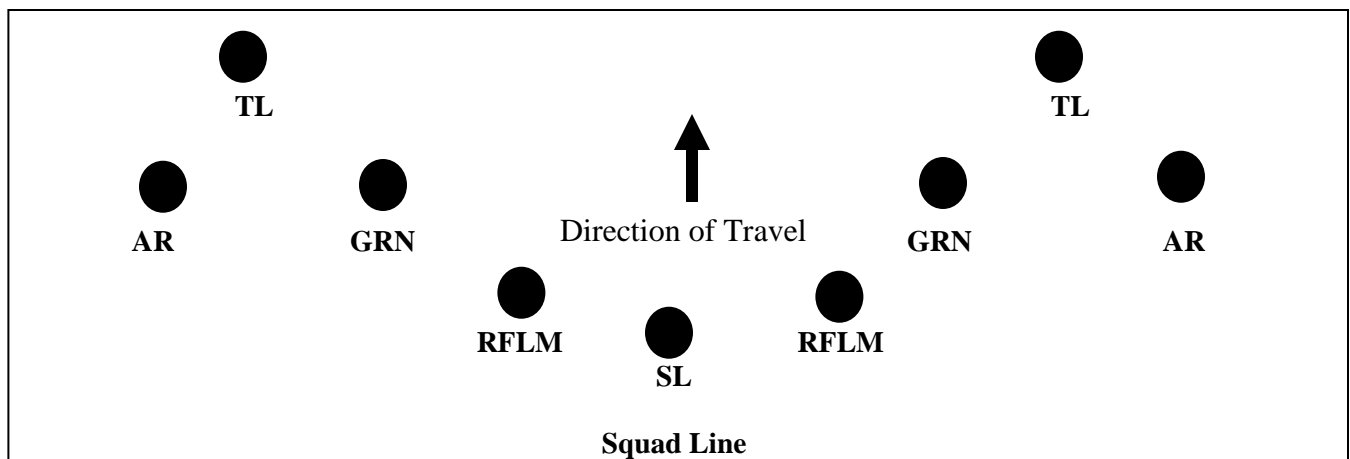 TL TL
AR GRN Direction of Travel GRN AR
RFLM RFLM
SL
Squad Line